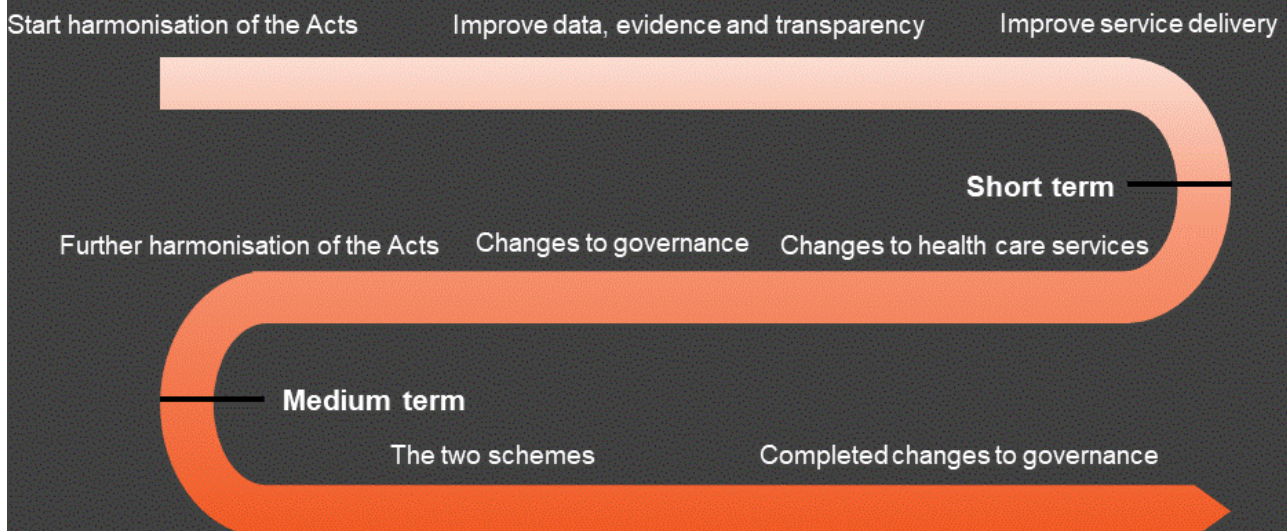 Start harmonisation of the Acts
Improve data, evidence and transparency
Improve service delivery
Short term
Further harmonisation of the Acts
Changes to governance
Changes to health care services
Medium term
The two schemes
Completed changes to governance